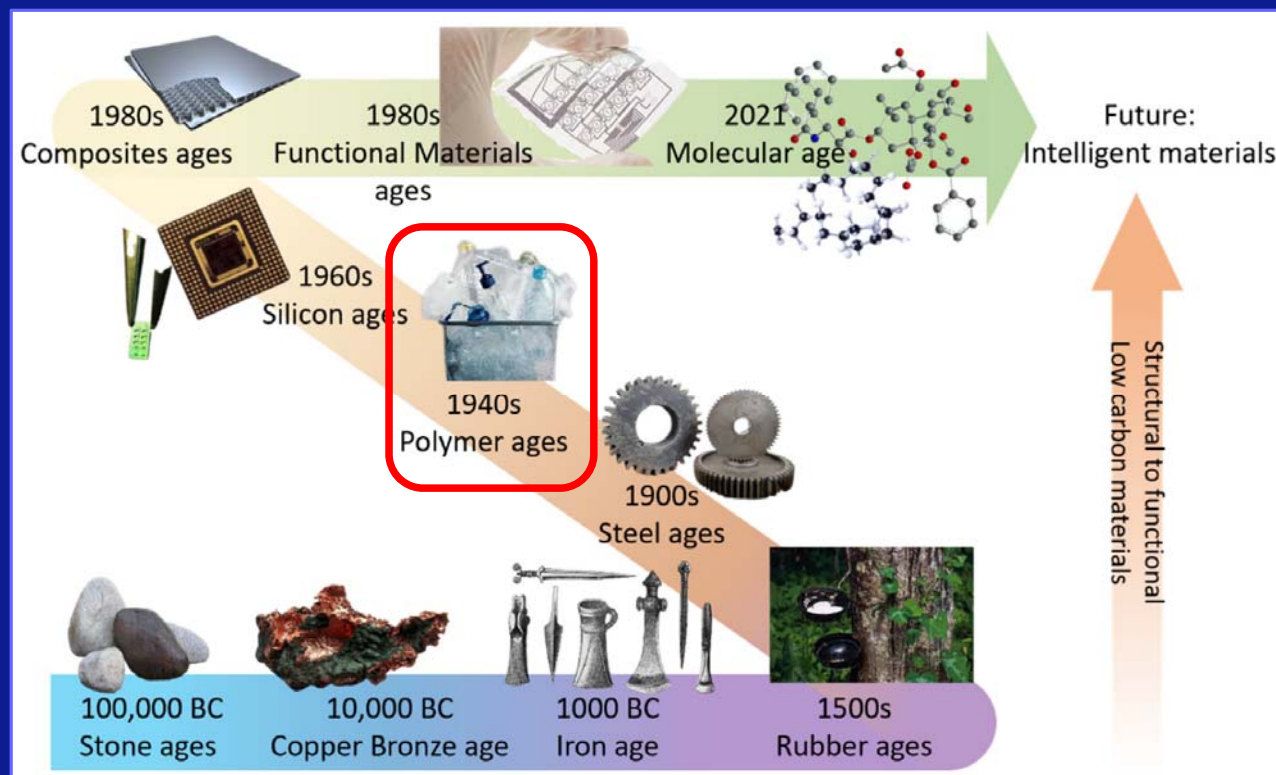 1980s
Composites ages
1980s
Functional Materials
ages
2021
Molecular age
Future:
Intelligent materials
1960s
Silicon ages
1940s
Polymer ages
1900s
Steel ages
Structural to functional
Low carbon materials
100,000 BC
Stone ages
10,000 BC
Copper Bronze age
1000 BC
Iron age
1500s
Rubber ages